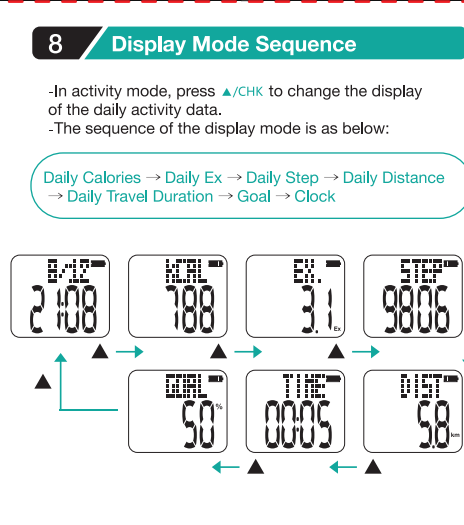 8 Display Mode Sequence
-In activity mode, press ▲/CHK to change the display
of the daily activity data.
-The sequence of the display mode is as below:
Daily Calories → Daily Ex → Daily Step → Daily Distance
→ Daily Travel Duration → Goal → Clock
8/12 KCAL EX. STEP
21:08 788 3.1 Ex 9806
▲ → ▲ → ▲ →
▲
GOAL TIME DIST
50 % 00:05 5.8 km
← ▲ ← ▲